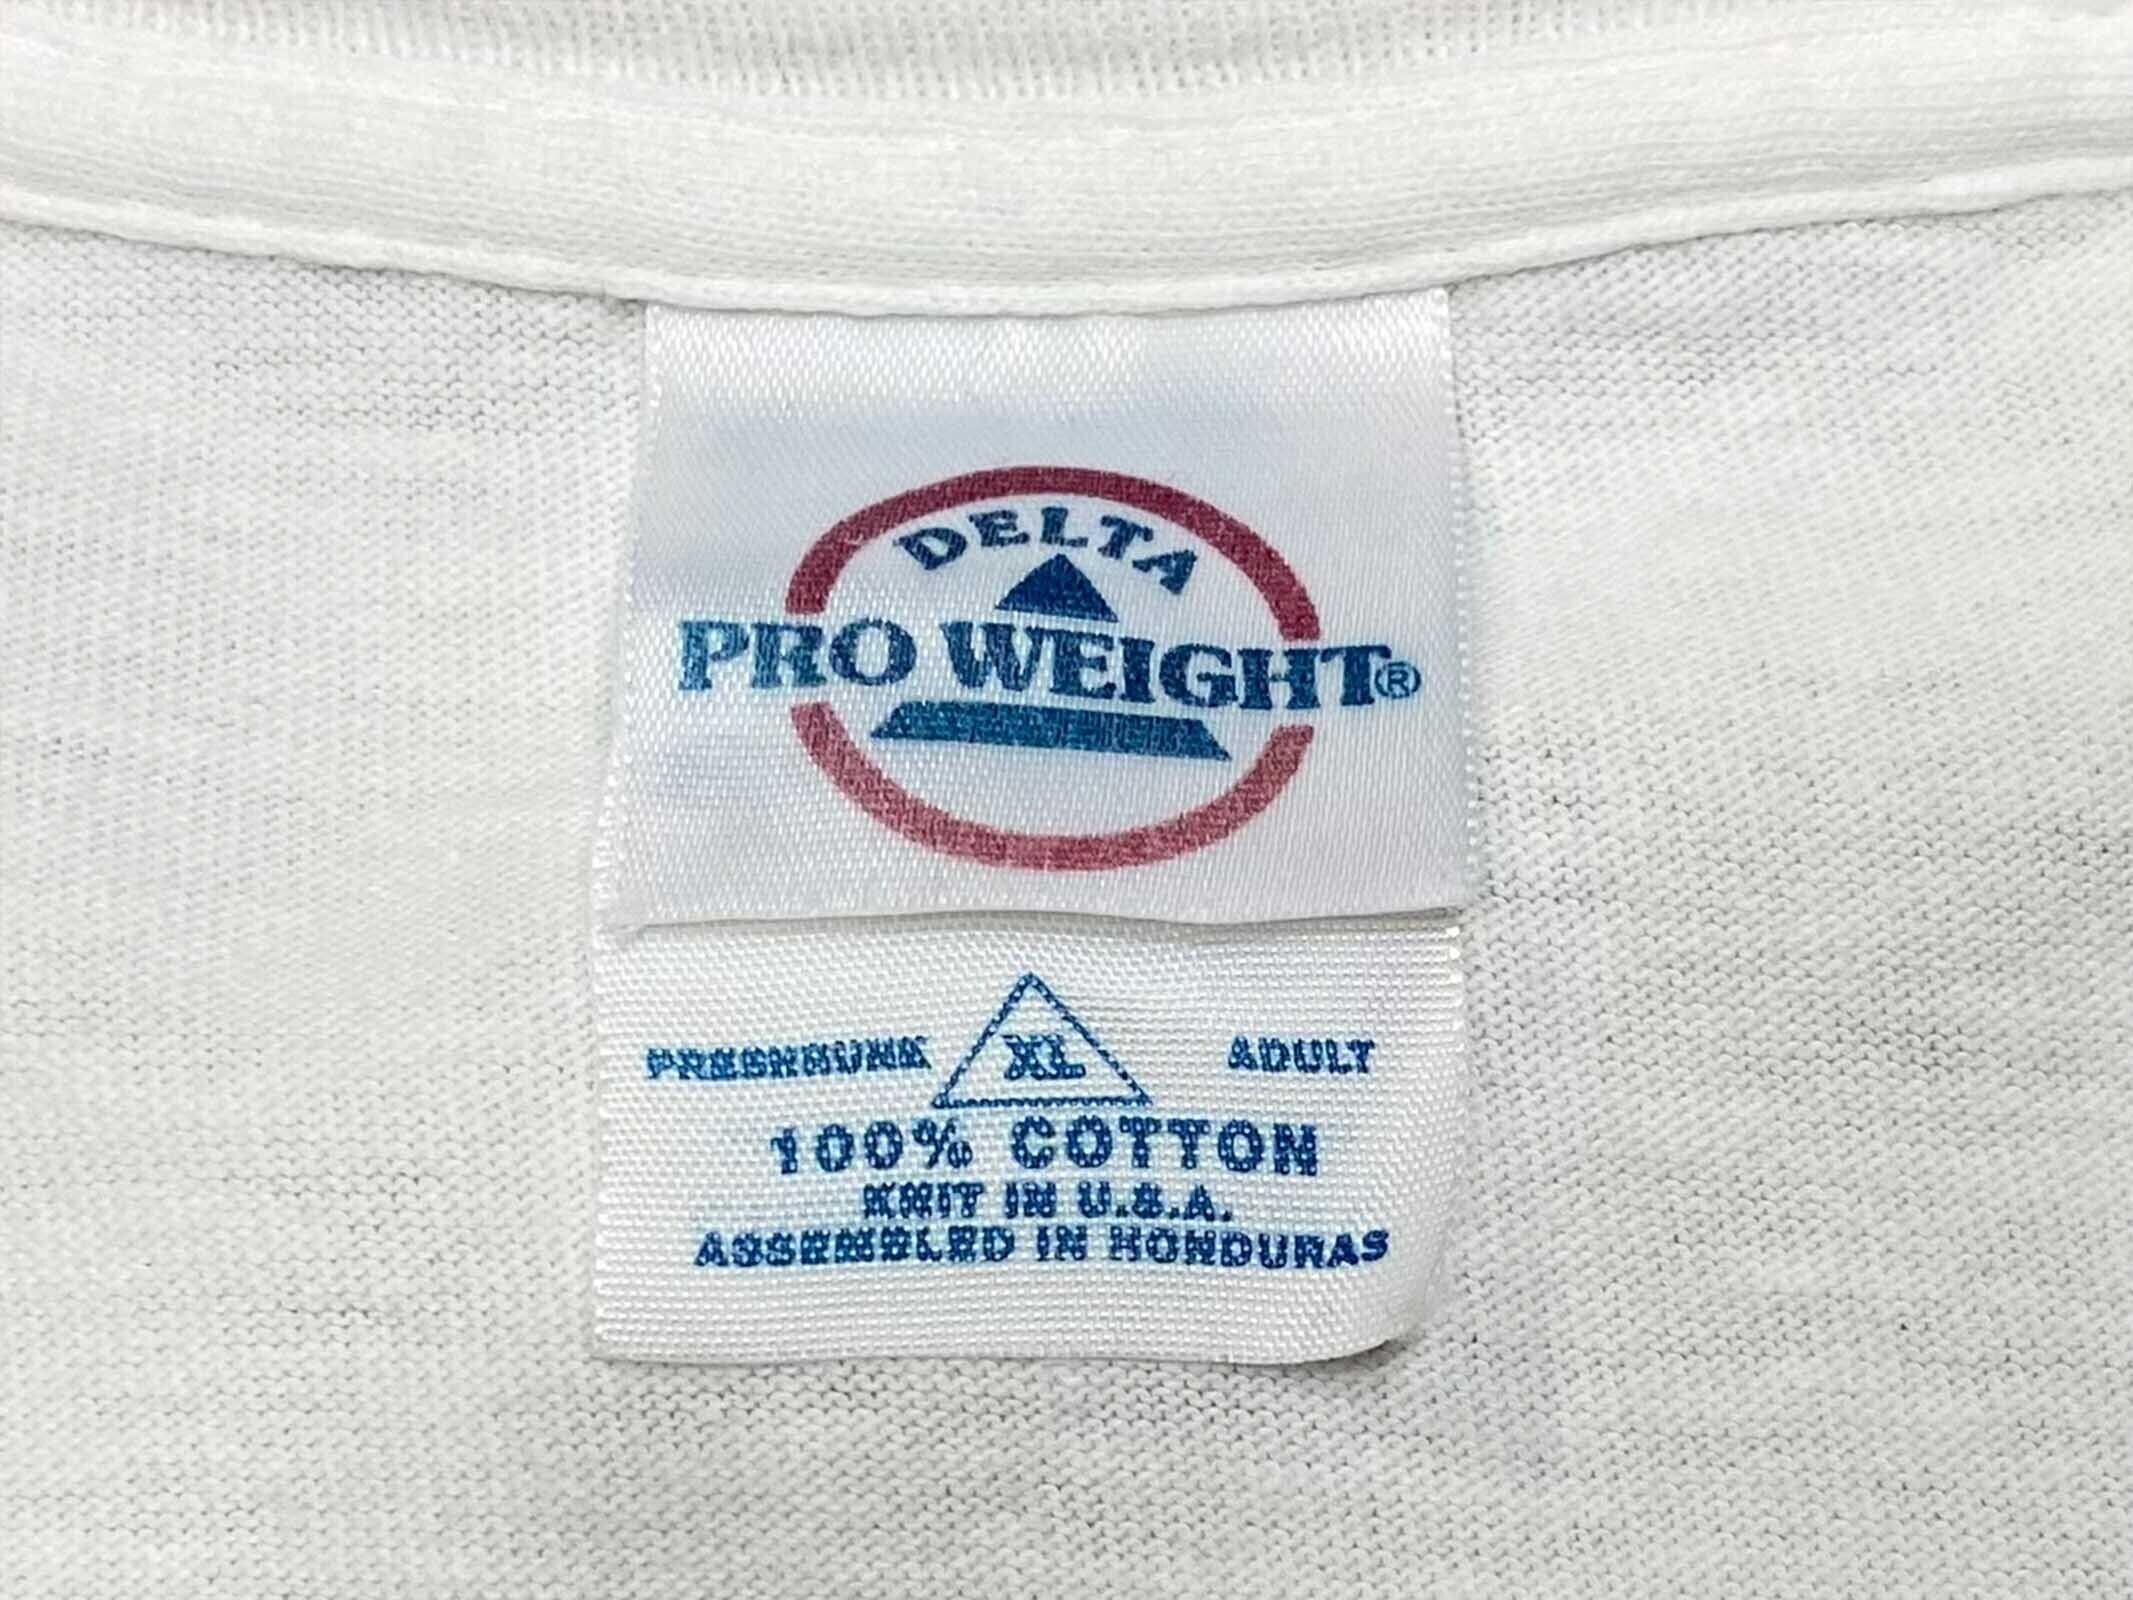 DELTA
PRO WEIGHT®
PRESHRUNK XL ADULT
100% COTTON
KNIT IN U.S.A.
ASSEMBLED IN HONDURAS